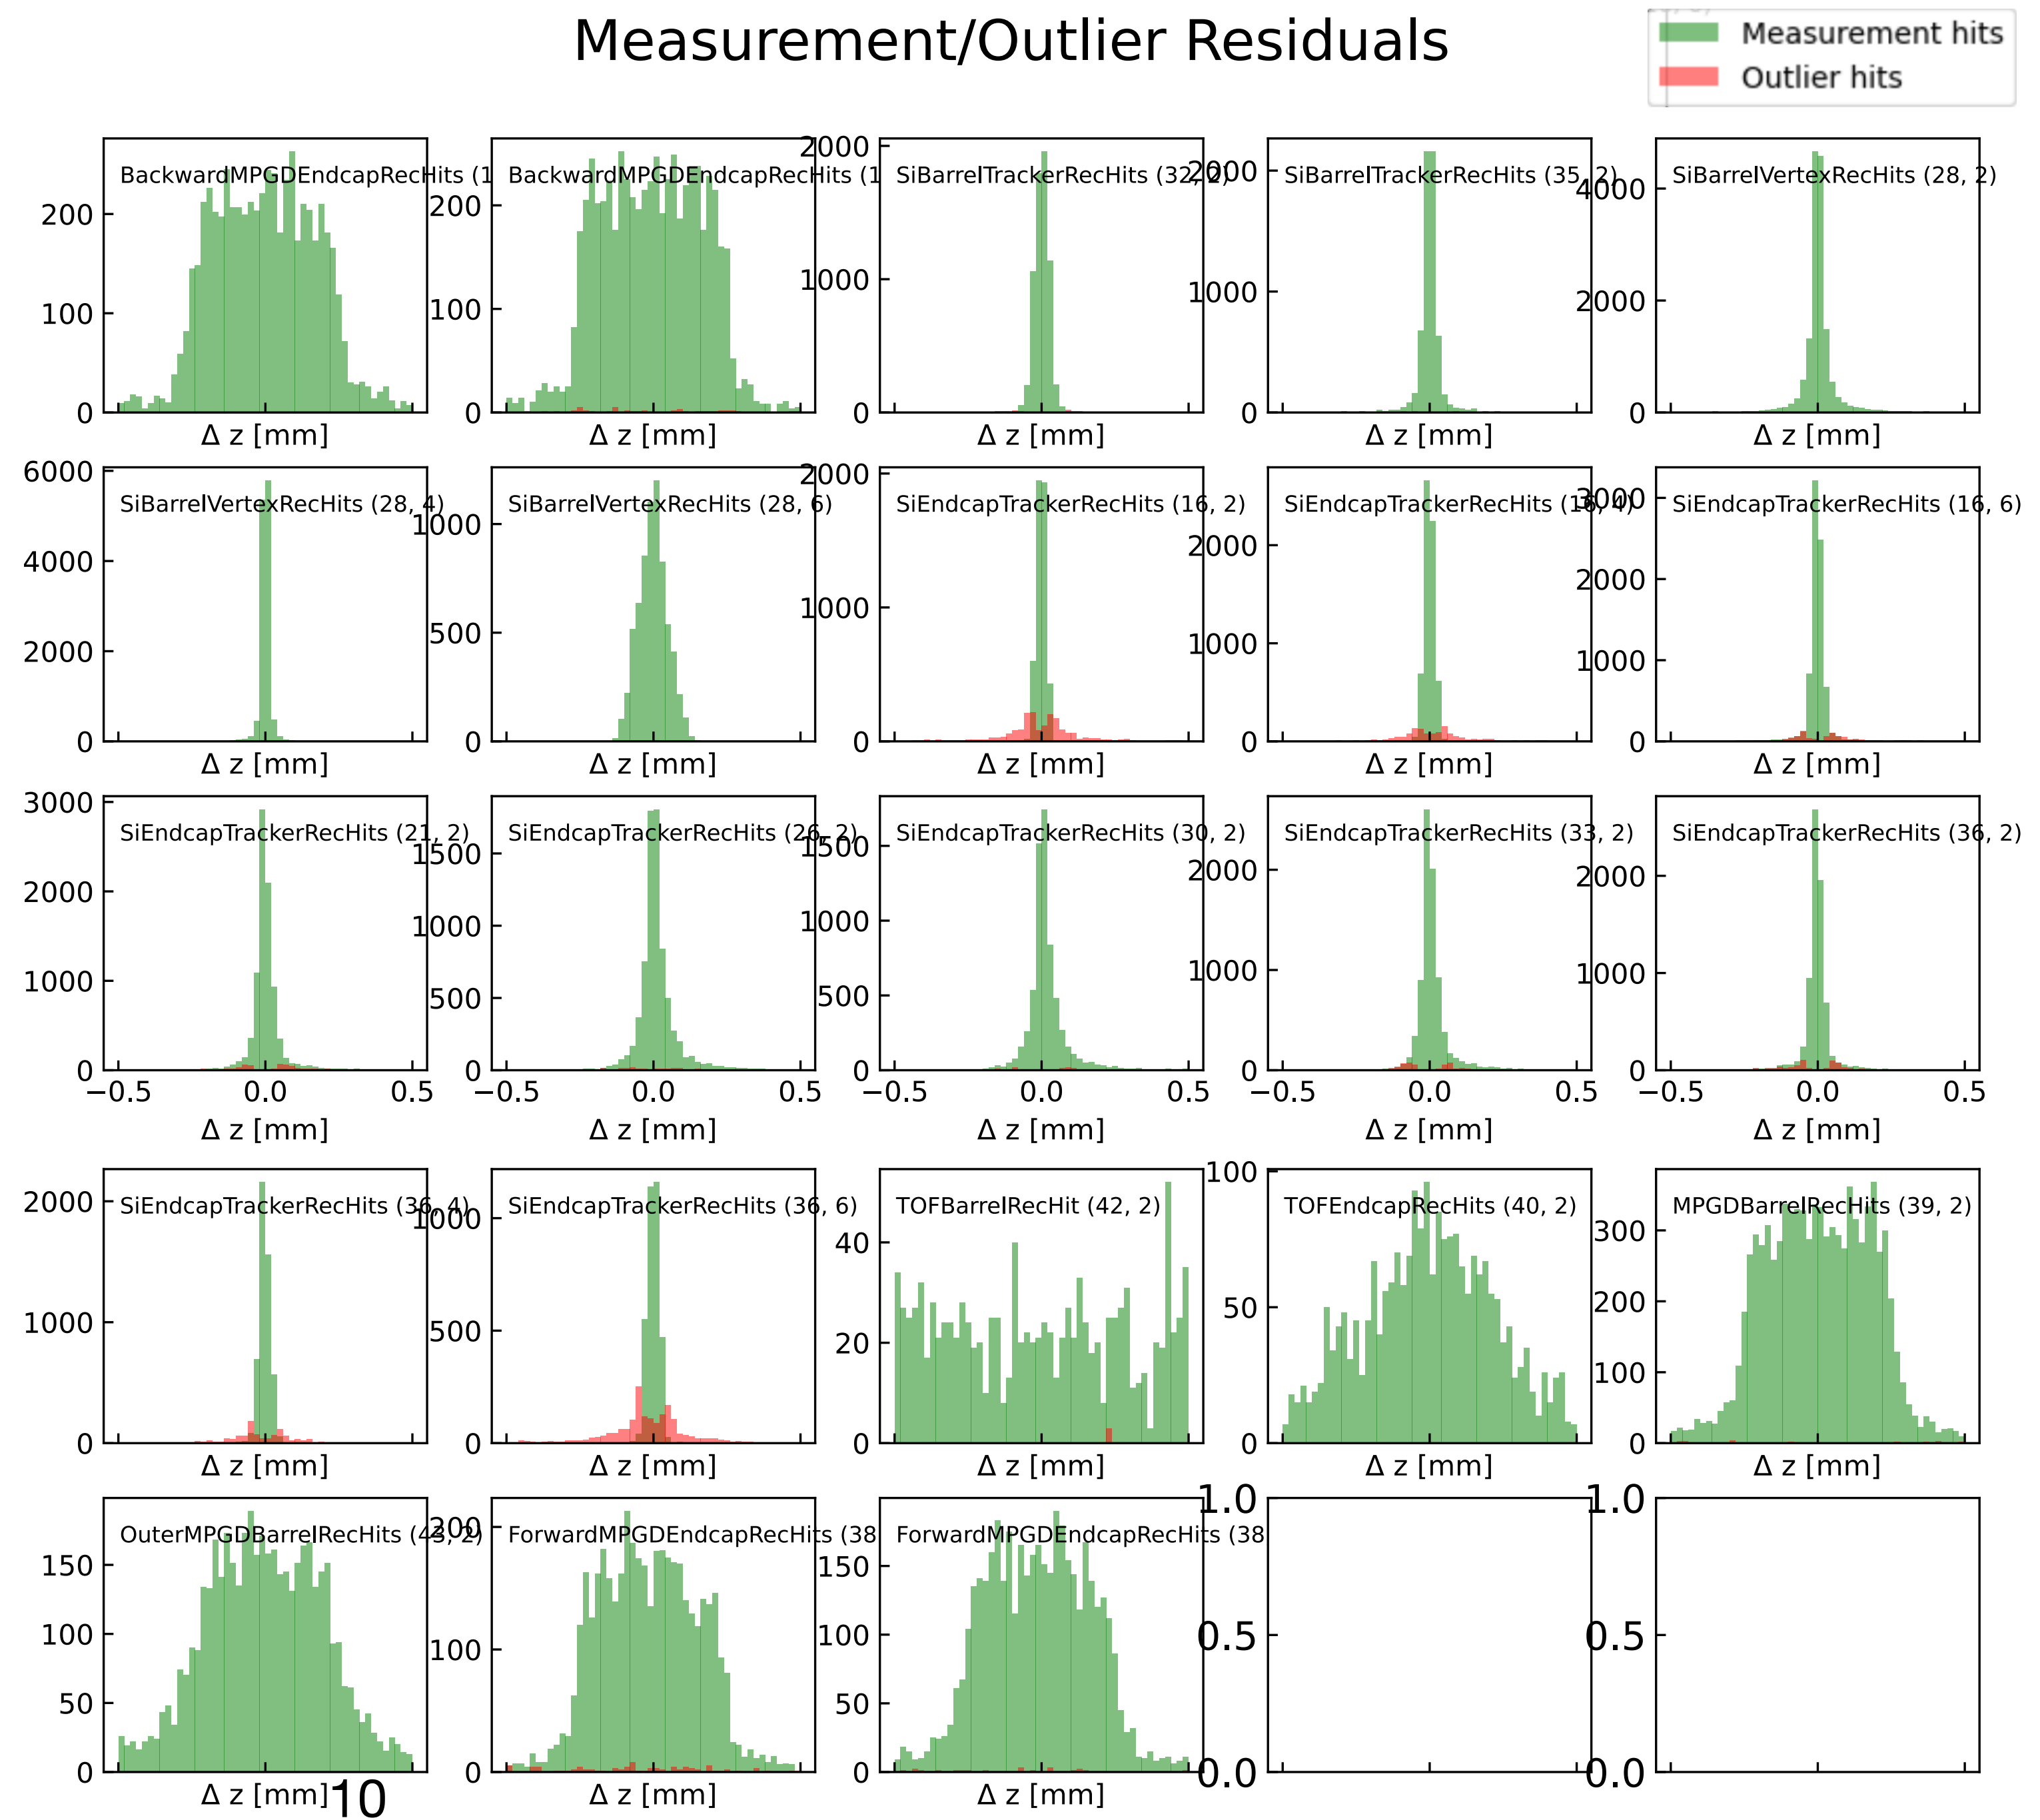 Measurement/Outlier Residuals
Measurement hits
Outlier hits
BackwardMPGDEndcapRecHits (1
200
100
0
Δ z [mm]
BackwardMPGDEndcapRecHits (1
200
100
0
Δ z [mm]
SiBarrelTrackerRecHits (32, 2)
2000
1000
0
Δ z [mm]
SiBarrelTrackerRecHits (35, 2)
2000
1000
0
Δ z [mm]
SiBarrelVertexRecHits (28, 2)
4000
2000
0
Δ z [mm]
SiBarrelVertexRecHits (28, 4)
6000
4000
2000
0
Δ z [mm]
SiBarrelVertexRecHits (28, 6)
1000
500
0
Δ z [mm]
SiEndcapTrackerRecHits (16, 2)
2000
1000
0
Δ z [mm]
SiEndcapTrackerRecHits (16, 4)
2000
1000
0
Δ z [mm]
SiEndcapTrackerRecHits (16, 6)
3000
2000
1000
0
Δ z [mm]
SiEndcapTrackerRecHits (21, 2)
3000
2000
1000
0
−0.5 0.0 0.5
Δ z [mm]
SiEndcapTrackerRecHits (26, 2)
1500
1000
500
0
−0.5 0.0 0.5
Δ z [mm]
SiEndcapTrackerRecHits (30, 2)
1500
1000
500
0
−0.5 0.0 0.5
Δ z [mm]
SiEndcapTrackerRecHits (33, 2)
2000
1000
0
−0.5 0.0 0.5
Δ z [mm]
SiEndcapTrackerRecHits (36, 2)
2000
1000
0
−0.5 0.0 0.5
Δ z [mm]
SiEndcapTrackerRecHits (36, 4)
2000
1000
0
Δ z [mm]
SiEndcapTrackerRecHits (36, 6)
1000
500
0
Δ z [mm]
TOFBarrelRecHit (42, 2)
40
20
0
Δ z [mm]
TOFEndcapRecHits (40, 2)
100
50
0
Δ z [mm]
MPGDBarrelRecHits (39, 2)
300
200
100
0
Δ z [mm]
OuterMPGDBarrelRecHits (43, 2)
150
100
50
0
Δ z [mm]
ForwardMPGDEndcapRecHits (38
200
100
0
Δ z [mm]
ForwardMPGDEndcapRecHits (38
150
100
50
0
Δ z [mm]
1.0
0.5
0.0
1.0
0.5
0.0
10